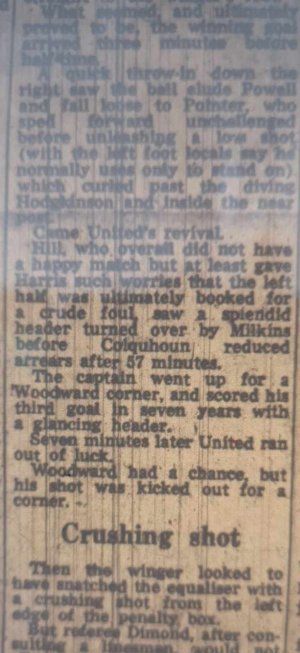 What seemed, and ultimately
proved to be, the winning goal
arrived three minutes before
half-time.
A quick throw-in down the
right saw the ball elude Powell
and fall loose to Pointer, who
sped forward unchallenged
before unleashing a low shot
(with the left foot locals say he
normally uses only to stand on)
which curled past the diving
Hodgkinson and inside the near
post.
Came United's revival.
Hill, who overall did not have
a happy match but at least gave
Harris such worries that the left
half was ultimately booked for
a crude foul, saw a splendid
header turned over by Milkins
before Colquhoun reduced
arrears after 57 minutes.
The captain went up for a
Woodward corner, and scored his
third goal in seven years with
a glancing header.
Seven minutes later United ran
out of luck.
Woodward had a chance, but
his shot was kicked out for a
corner.
Crushing shot
Then the winger looked to
have snatched the equaliser with
a crushing shot from the left
edge of the penalty box.
But referee Dimond, after con-
sulting a linesman, would not